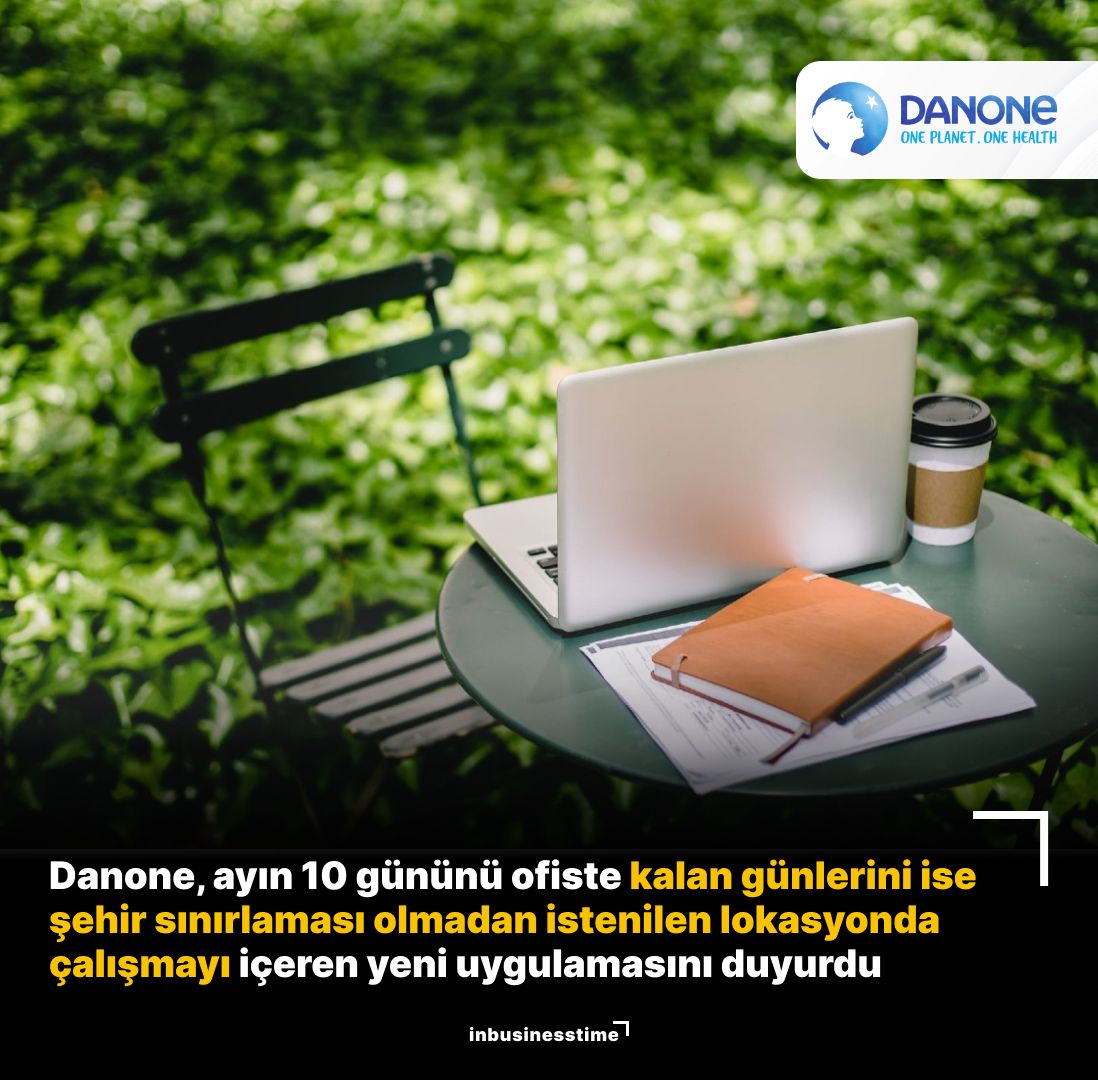 DANONE
ONE PLANET. ONE HEALTH
Danone, ayın 10 gününü ofiste kalan günlerini ise
şehir sınırlaması olmadan istenilen lokasyonda
çalışmayı içeren yeni uygulamasını duyurdu
inbusinesstime